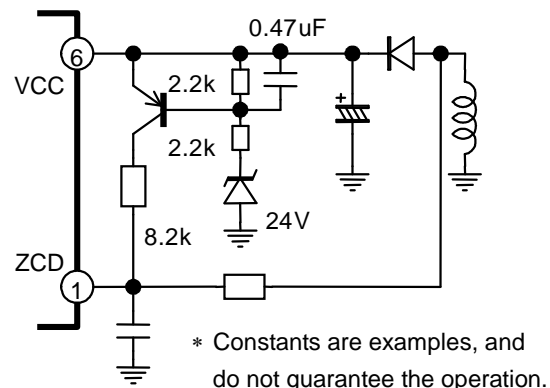 0.47uF
6
VCC
2.2k
+
2.2k
24V
8.2k
ZCD
1
* Constants are examples, and
do not guarantee the operation.